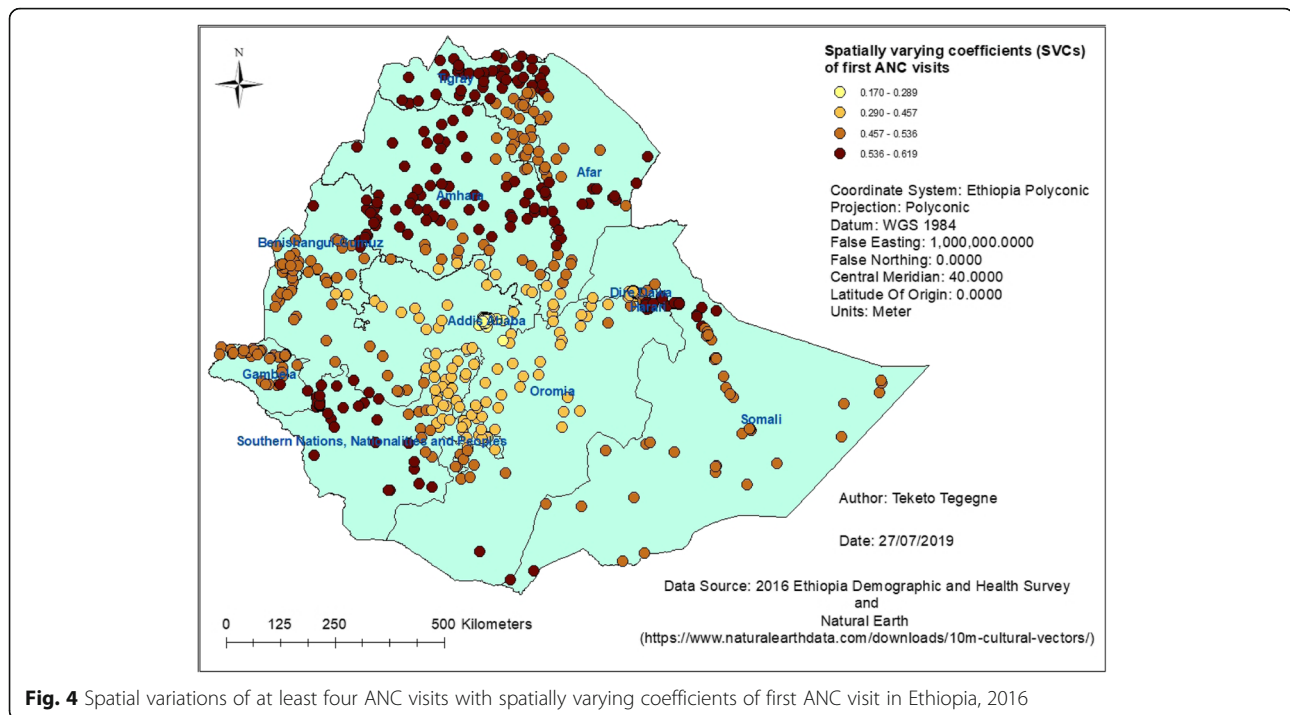 N
Spatially varying coefficients (SVCs)
of first ANC visits
0.170 - 0.289
0.290 - 0.457
0.457 - 0.536
0.536 - 0.619
Coordinate System: Ethiopia Polyconic
Projection: Polyconic
Datum: WGS 1984
False Easting: 1,000,000.0000
False Northing: 0.0000
Central Meridian: 40.0000
Latitude Of Origin: 0.0000
Units: Meter
Tigray
Afar
Amhara
Benishangul Gumuz
Dire Dawa
Harari
Addis Ababa
Gambela
Oromia
Somali
Southern Nations, Nationalities and Peoples
Author: Teketo Tegegne
Date: 27/07/2019
Data Source: 2016 Ethiopia Demographic and Health Survey
and
Natural Earth
(https://www.naturalearthdata.com/downloads/10m-cultural-vectors/)
0 125 250 500 Kilometers
Fig. 4 Spatial variations of at least four ANC visits with spatially varying coefficients of first ANC visit in Ethiopia, 2016